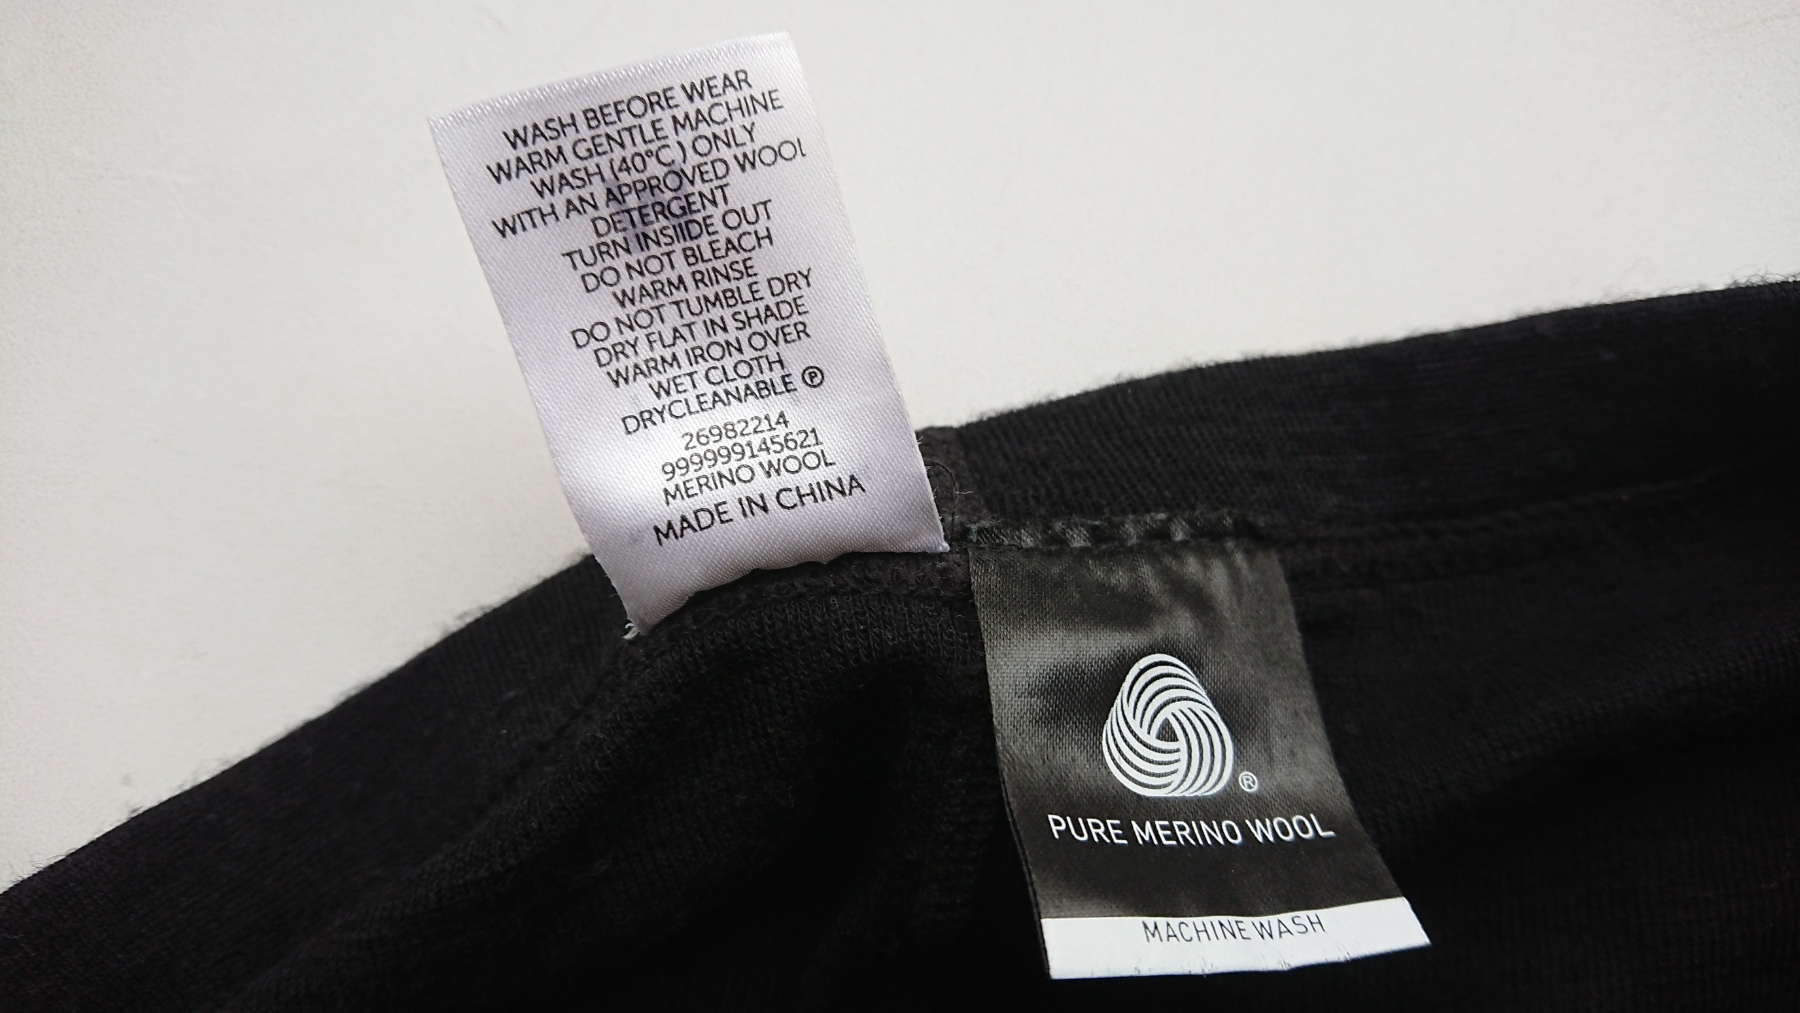 WASH BEFORE WEAR
WARM GENTLE MACHINE
WASH (40°C) ONLY
WITH AN APPROVED WOOL
DETERGENT
TURN INSIIDE OUT
DO NOT BLEACH
WARM RINSE
DO NOT TUMBLE DRY
DRY FLAT IN SHADE
WARM IRON OVER
WET CLOTH
DRYCLEANABLE Ⓟ
26982214
999999145621
MERINO WOOL
MADE IN CHINA
®
PURE MERINO WOOL
MACHINE WASH